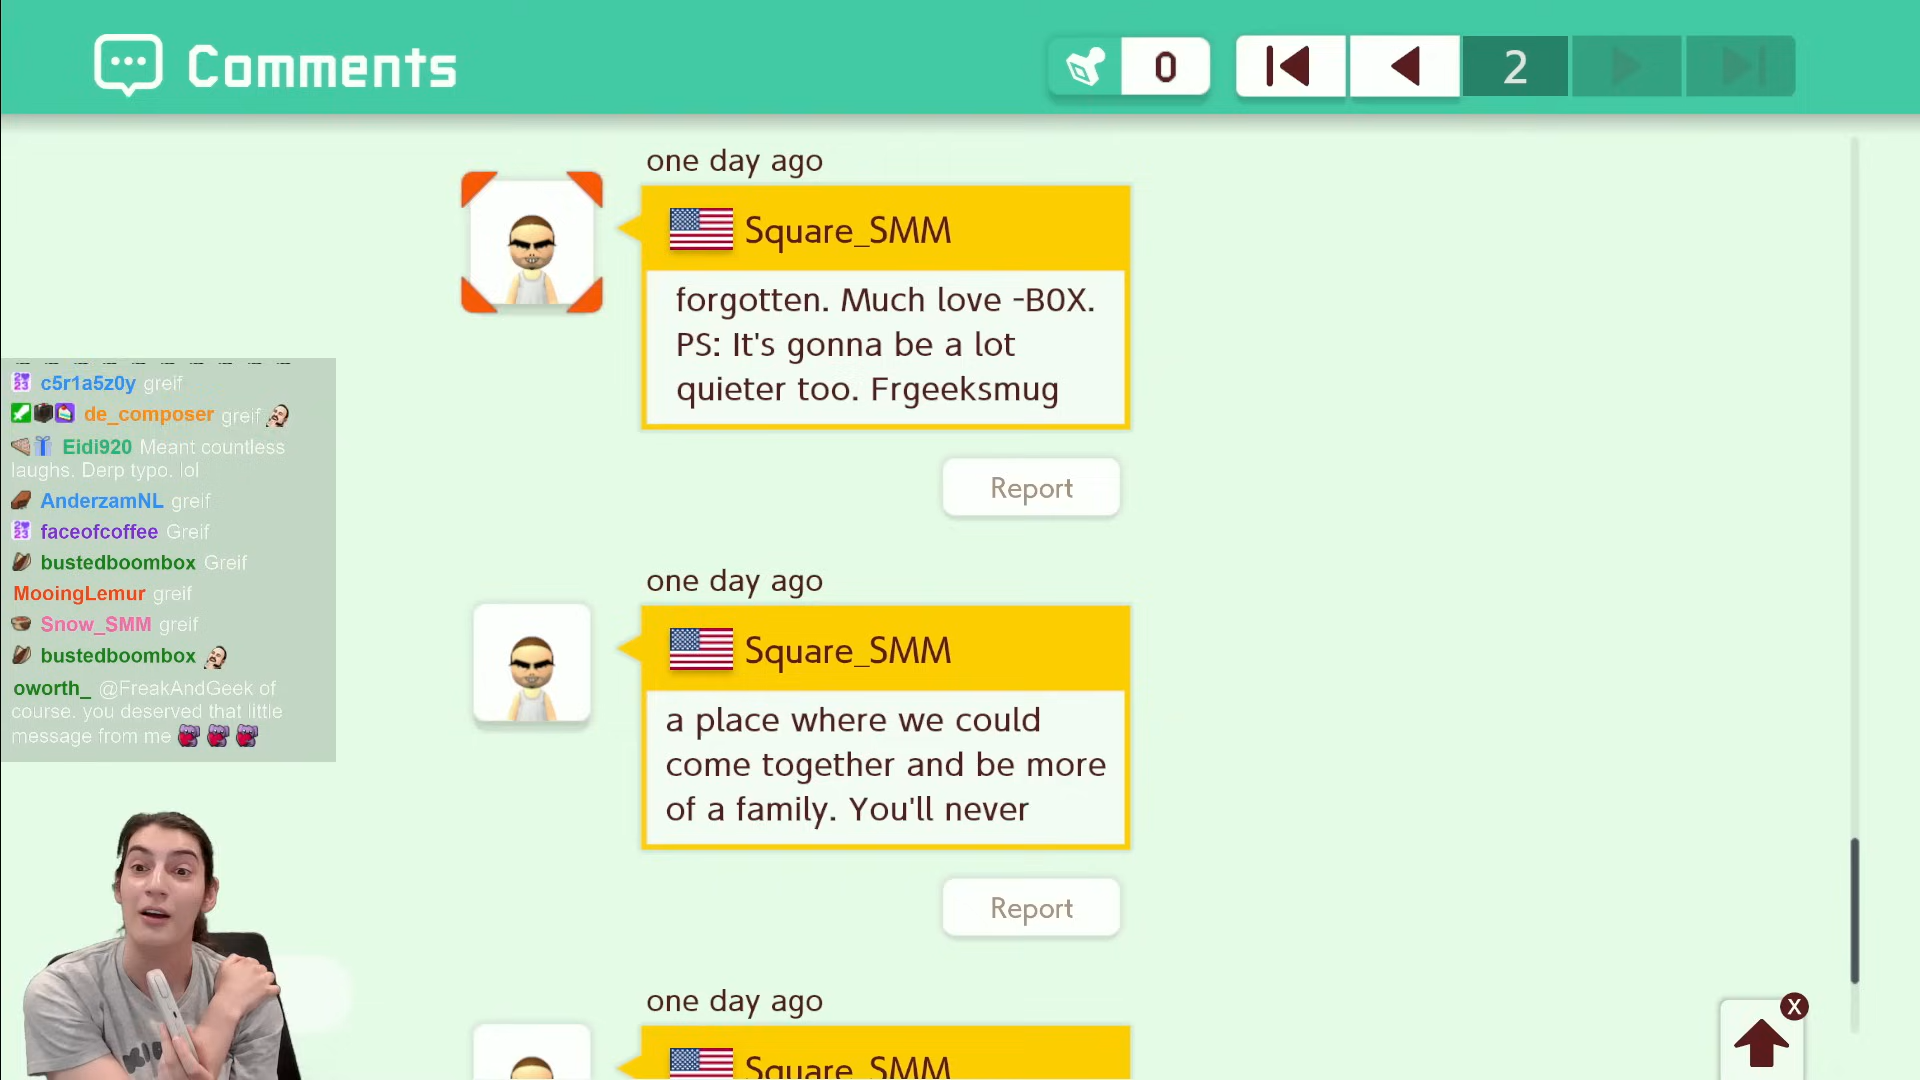 Comments
0
2
one day ago
Square_SMM
forgotten. Much love -B0X.
PS: It's gonna be a lot
quieter too. Frgeeksmug
Report
one day ago
Square_SMM
a place where we could
come together and be more
of a family. You'll never
Report
one day ago
Square_SMM
X
c5r1a5z0y greif
de_composer greif
Eidi920 Meant countless
laughs. Derp typo. lol
AnderzamNL greif
faceofcoffee Greif
bustedboombox Greif
MooingLemur greif
Snow_SMM greif
bustedboombox
oworth_ @FreakAndGeek of
course. you deserved that little
message from me